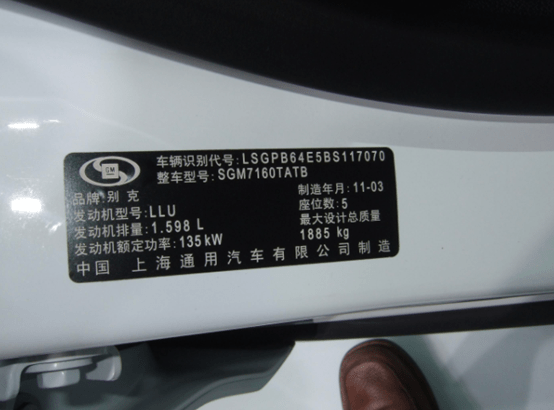 GM
车辆识别代号: LSGPB64E5BS117070
整车型号: SGM7160TATB
品牌: 别克
制造年月: 11-03
发动机型号: LLU
座位数: 5
发动机排量: 1.598 L
最大设计总质量
发动机额定功率: 135kW
1885 kg
中国 上海通用汽车有限公司制造